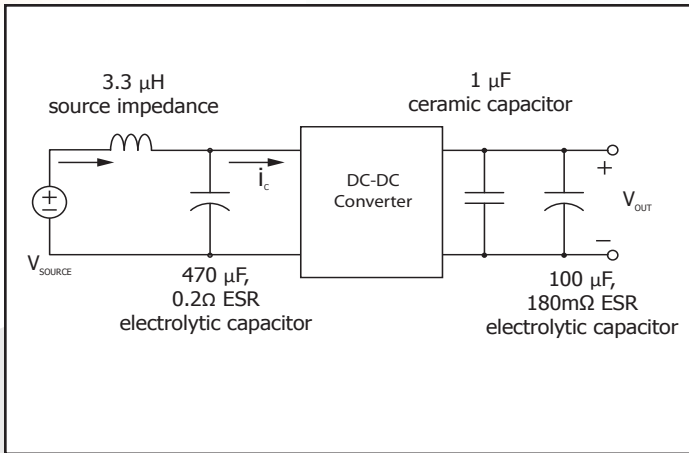 3.3 µH
source impedance
1 µF
ceramic capacitor
i_c
DC-DC
Converter
+
V_OUT
–
+
–
V_SOURCE
470 µF,
0.2Ω ESR
electrolytic capacitor
100 µF,
180mΩ ESR
electrolytic capacitor